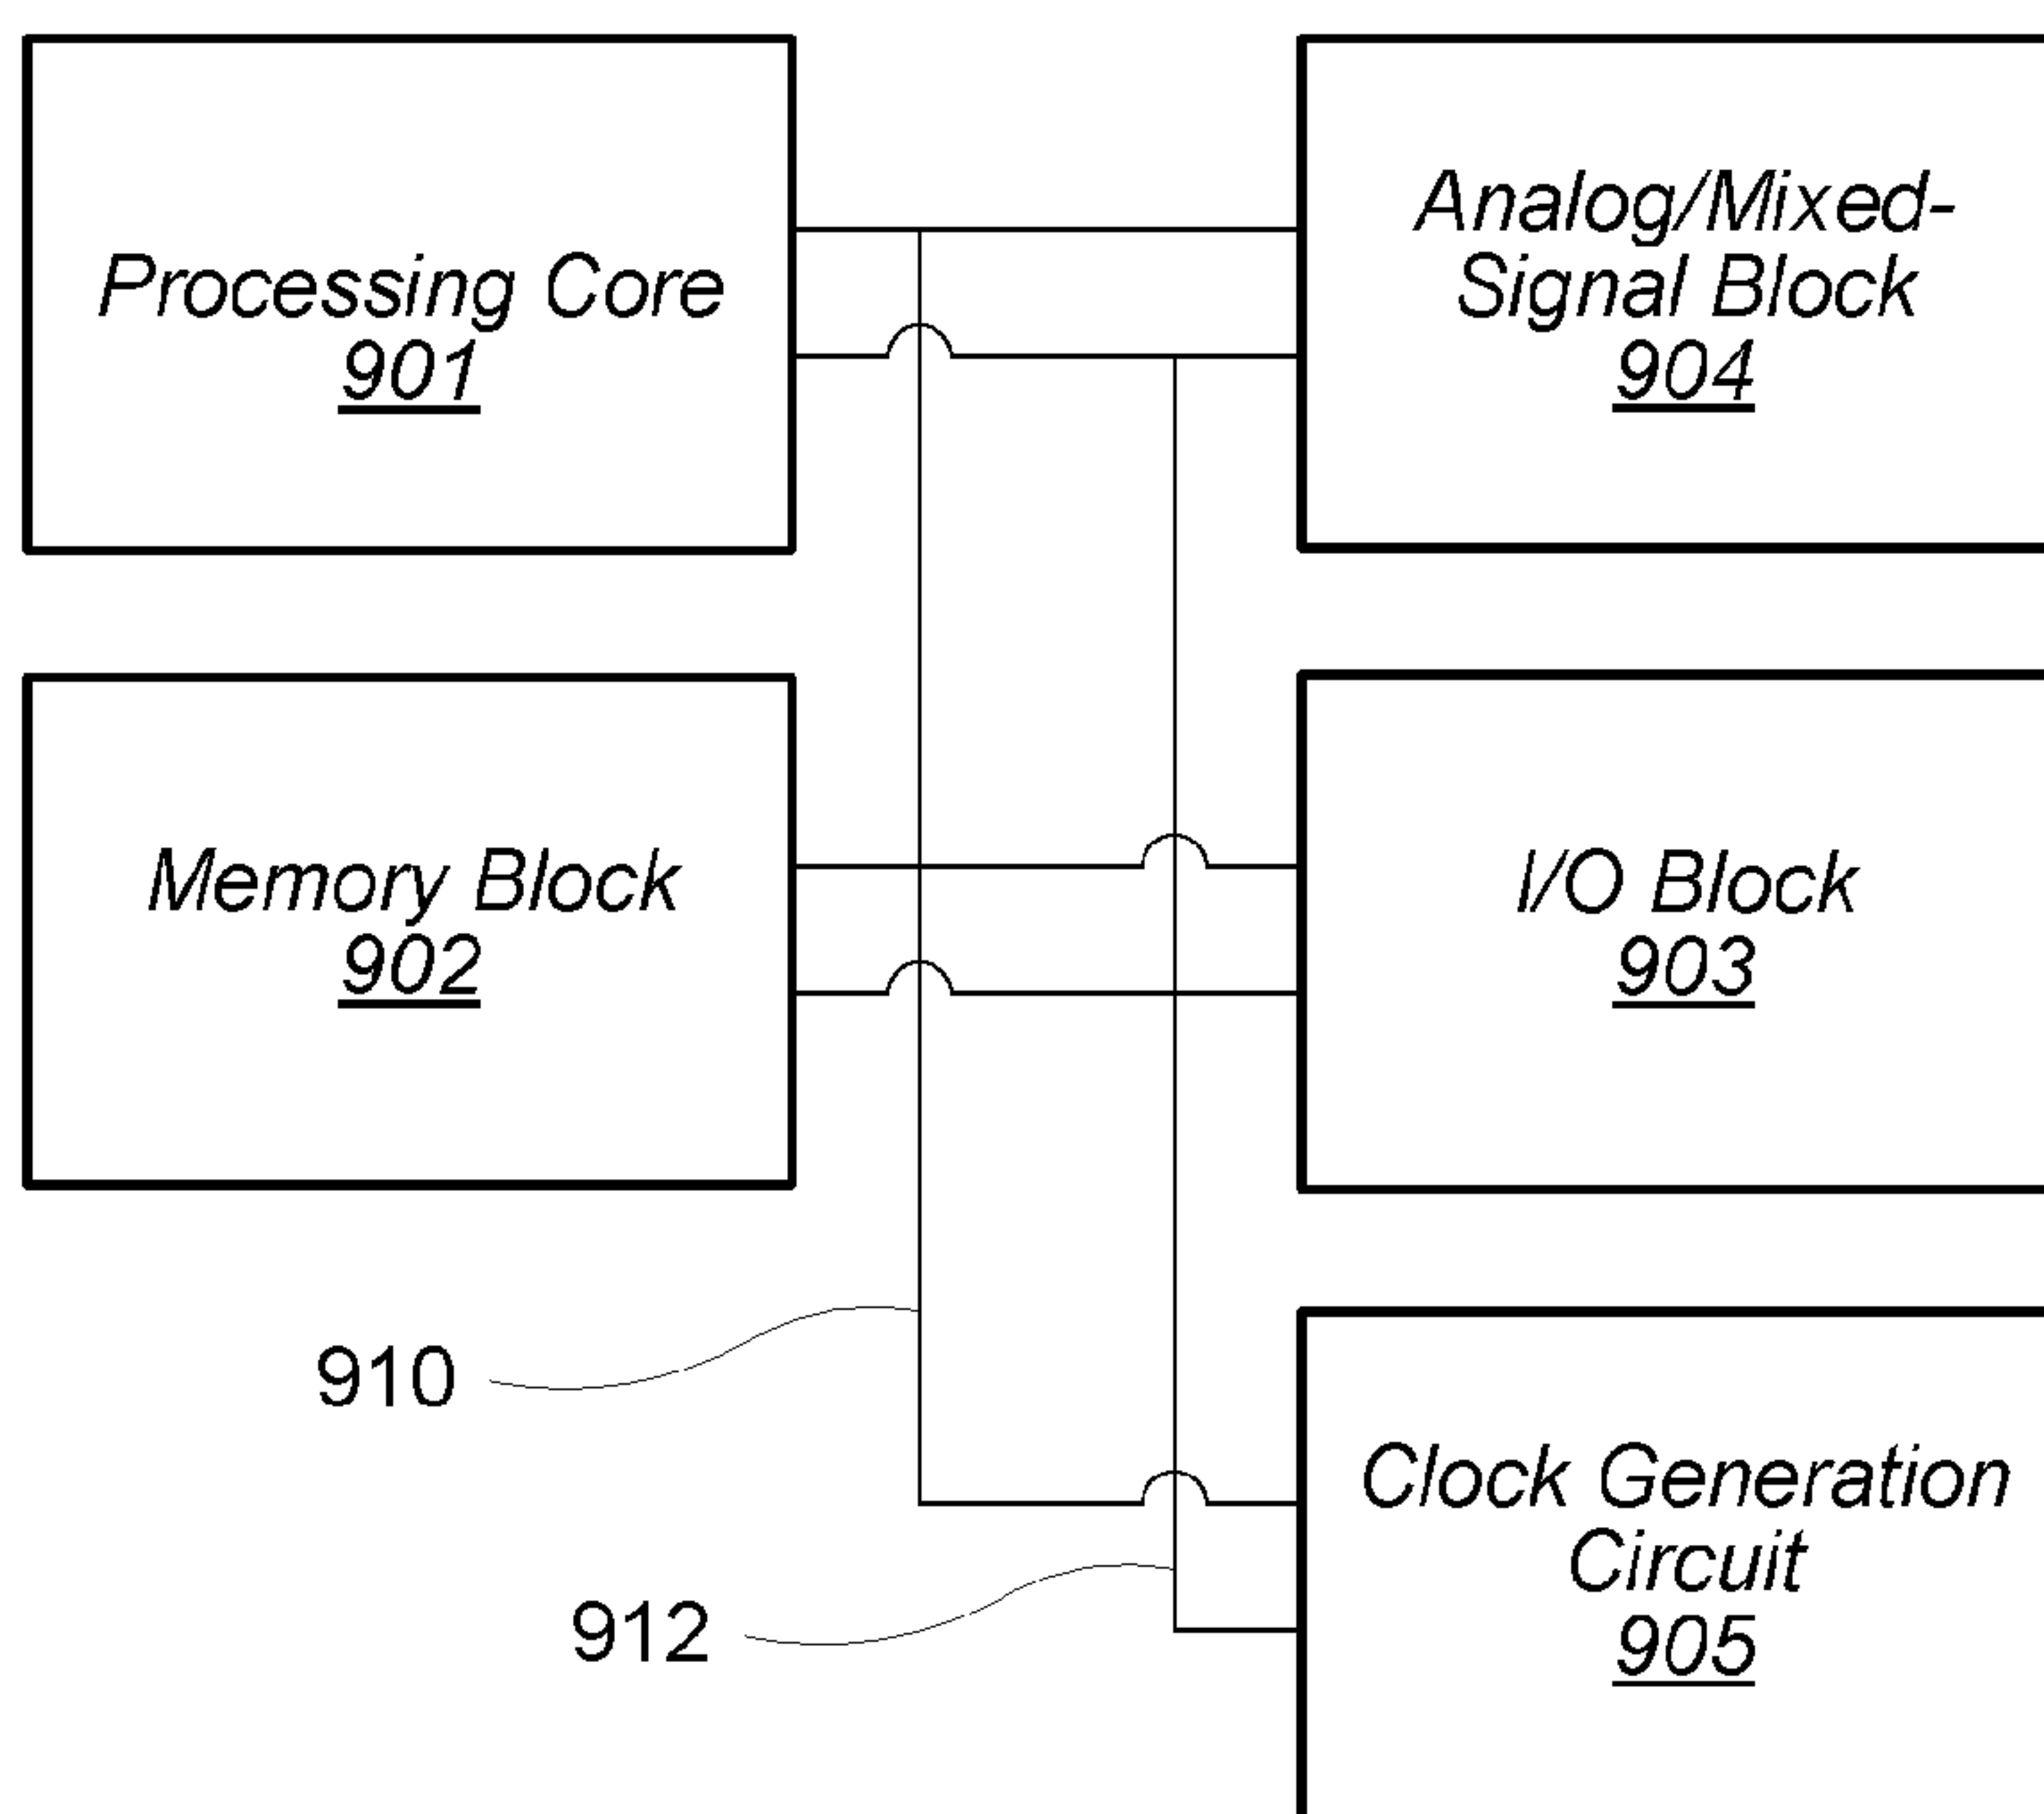 Processing Core
901
Analog/Mixed-
Signal Block
904
Memory Block
902
I/O Block
903
910
912
Clock Generation
Circuit
905